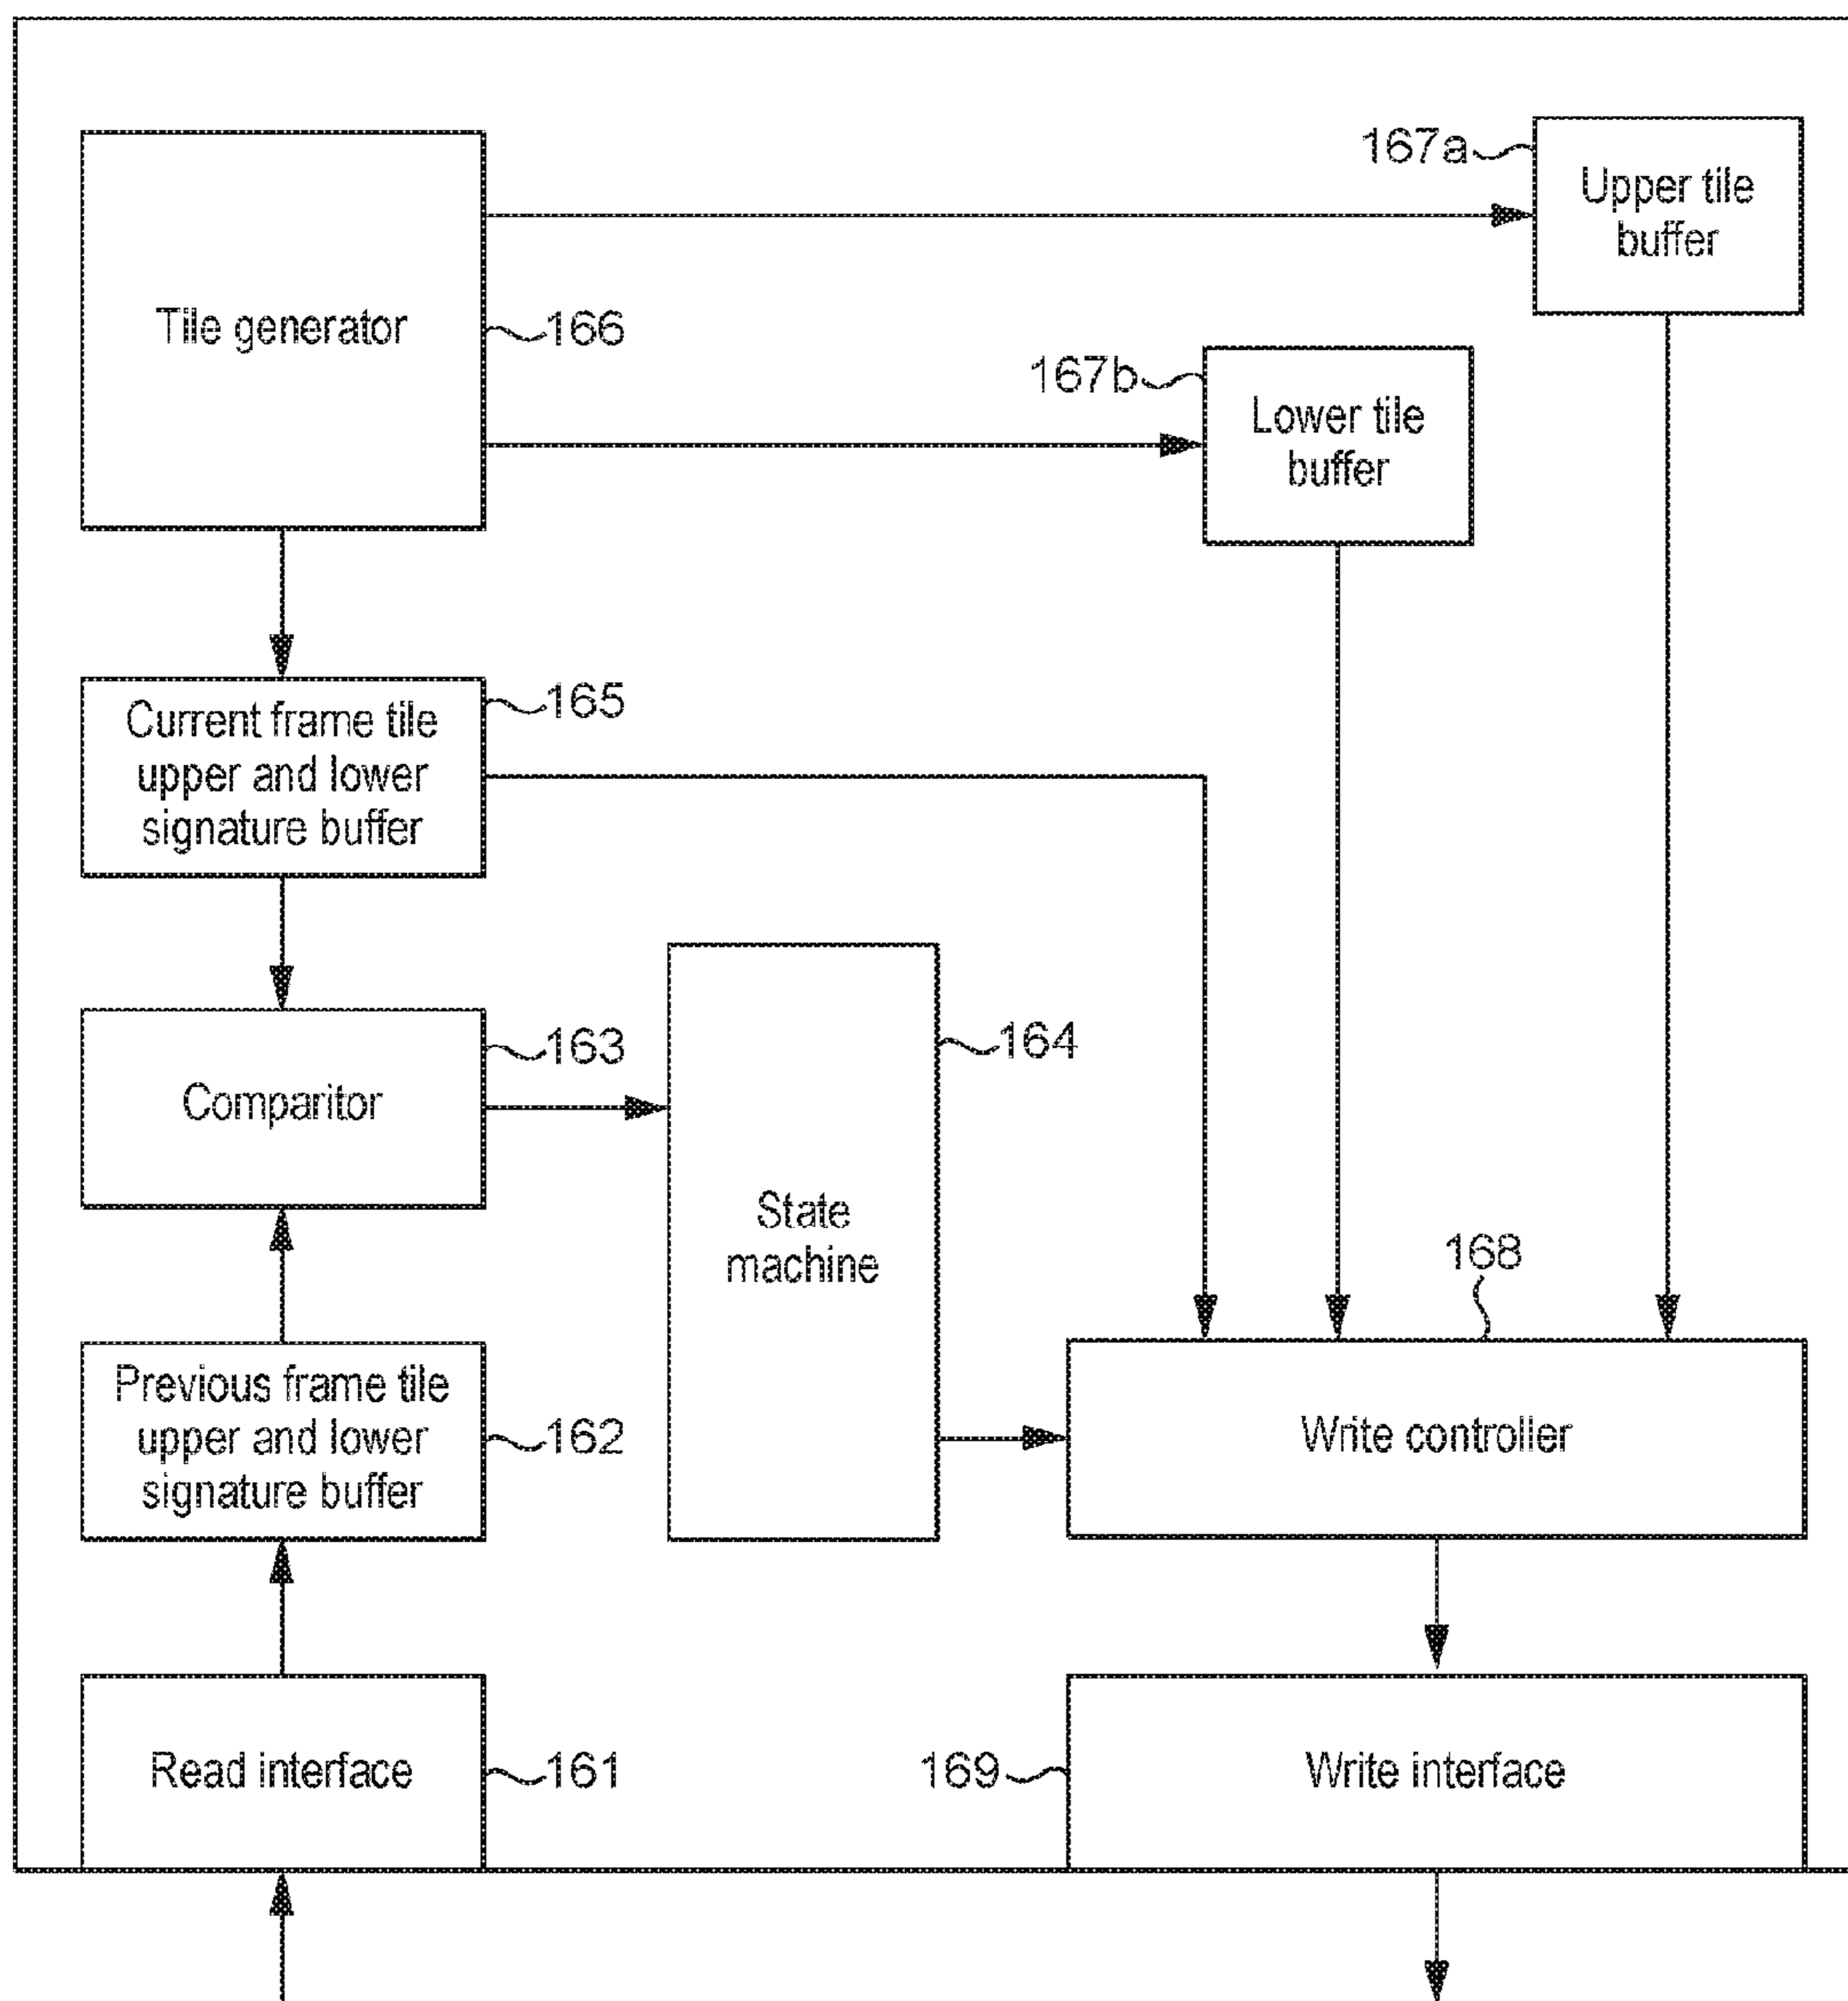 167a
Upper tile
buffer
Tile generator
166
167b
Lower tile
buffer
Current frame tile
upper and lower
signature buffer
165
Comparitor
163
164
State
machine
168
Previous frame tile
upper and lower
signature buffer
162
Write controller
Read interface
161
169
Write interface